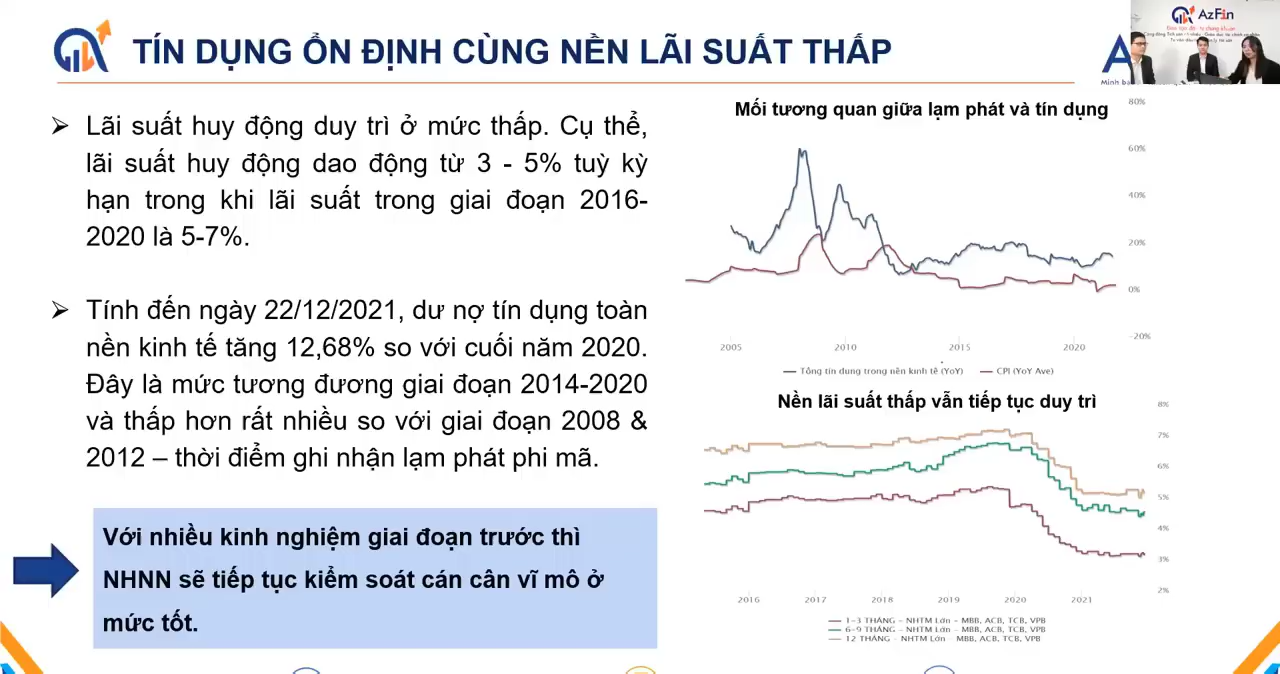 TÍN DỤNG ỔN ĐỊNH CÙNG NỀN LÃI SUẤT THẤP
AzFin
Lãi suất huy động duy trì ở mức thấp. Cụ thể,
lãi suất huy động dao động từ 3 - 5% tuỳ kỳ
hạn trong khi lãi suất trong giai đoạn 2016-
2020 là 5-7%.
Tính đến ngày 22/12/2021, dư nợ tín dụng toàn
nền kinh tế tăng 12,68% so với cuối năm 2020.
Đây là mức tương đương giai đoạn 2014-2020
và thấp hơn rất nhiều so với giai đoạn 2008 &
2012 – thời điểm ghi nhận lạm phát phi mã.
Với nhiều kinh nghiệm giai đoạn trước thì
NHNN sẽ tiếp tục kiểm soát cán cân vĩ mô ở
mức tốt.
Mối tương quan giữa lạm phát và tín dụng
80%
60%
40%
20%
0%
-20%
2005 2010 2015 2020
Tổng tín dụng trong nền kinh tế (YoY) CPI (YoY Ave)
Nền lãi suất thấp vẫn tiếp tục duy trì
8%
7%
6%
5%
4%
3%
2%
2016 2017 2018 2019 2020 2021
1-3 THÁNG - NHTM Lớn - MBB, ACB, TCB, VPB
6-9 THÁNG - NHTM Lớn - MBB, ACB, TCB, VPB
12 THÁNG - NHTM Lớn - MBB, ACB, TCB, VPB